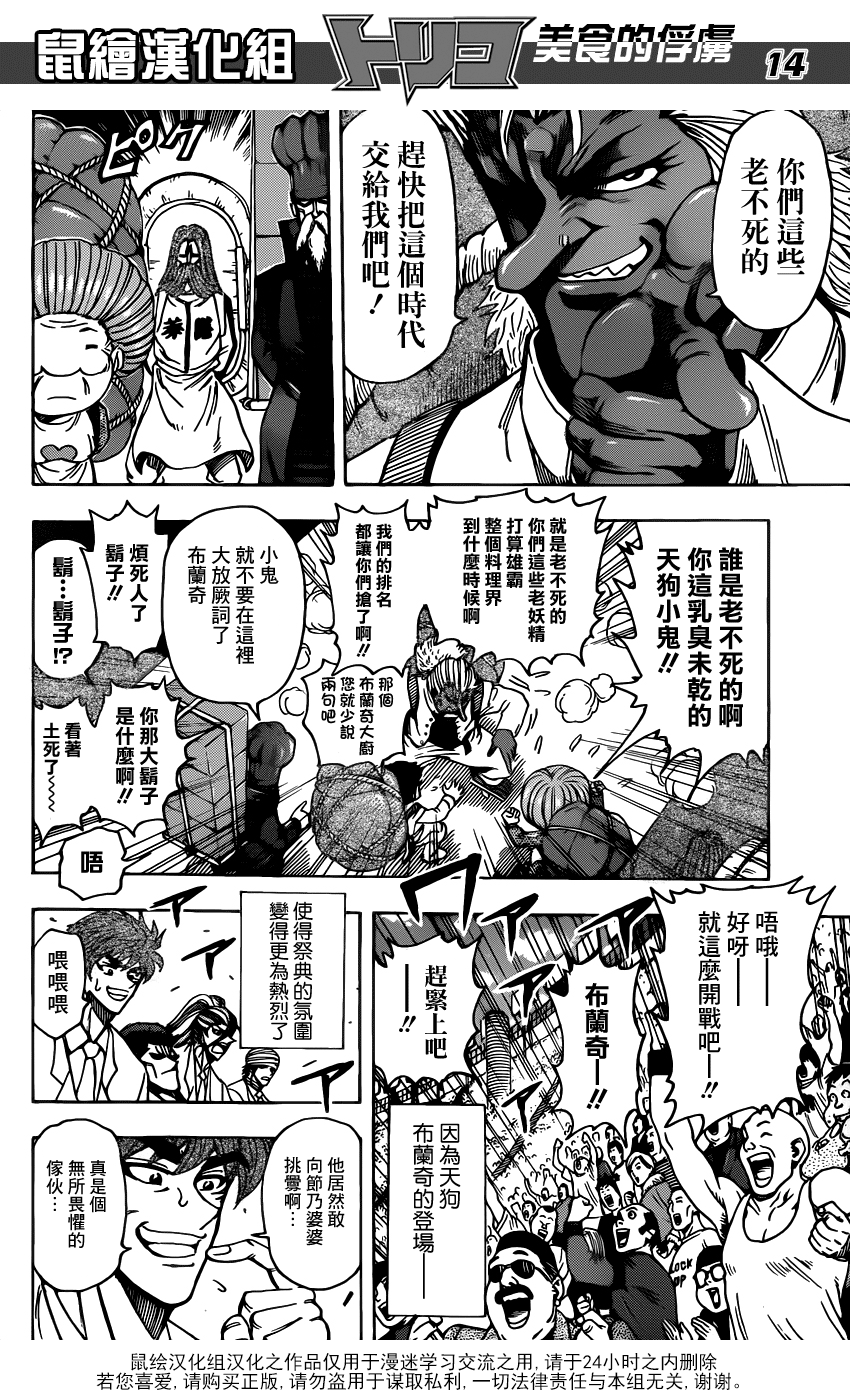 鼠繪漢化組
トリコ
美食的俘虜
14
你們這些
老不死的
趕快把這個時代
交給我們吧！
ピクッ
誰是老不死的啊
你這乳臭未乾的
天狗小鬼!!
就是老不死的
你們這些老妖精
打算雄霸
整個料理界
到什麼時候啊
我們的排名
都讓你們搶了啊!!
那個
布蘭奇大廚
您就少說
兩句吧
小鬼
就不要在這裡
大放厥詞了
布蘭奇
煩死人了
鬍子!!
鬍…鬍子!?
你那大鬍子
是什麼啊!!
看著
土死了～～～
唔
唔哦——
好呀——
就這麼開戰吧——!!
布蘭奇——!!
趕緊上吧
——!!
ワァ
ァ
ァ
ァ
ァ
Lock
UP
因為天狗
布蘭奇的登場——
使得祭典的氛圍
變得更為熱烈了
喂喂喂
他居然敢
向節乃婆婆
挑釁啊…
真是個
無所畏懼的
傢伙…
鼠绘汉化组汉化之作品仅用于漫迷学习交流之用, 请于24小时之内删除
若您喜爱, 请购买正版, 请勿盗用于谋取私利, 一切法律责任与本组无关, 谢谢。